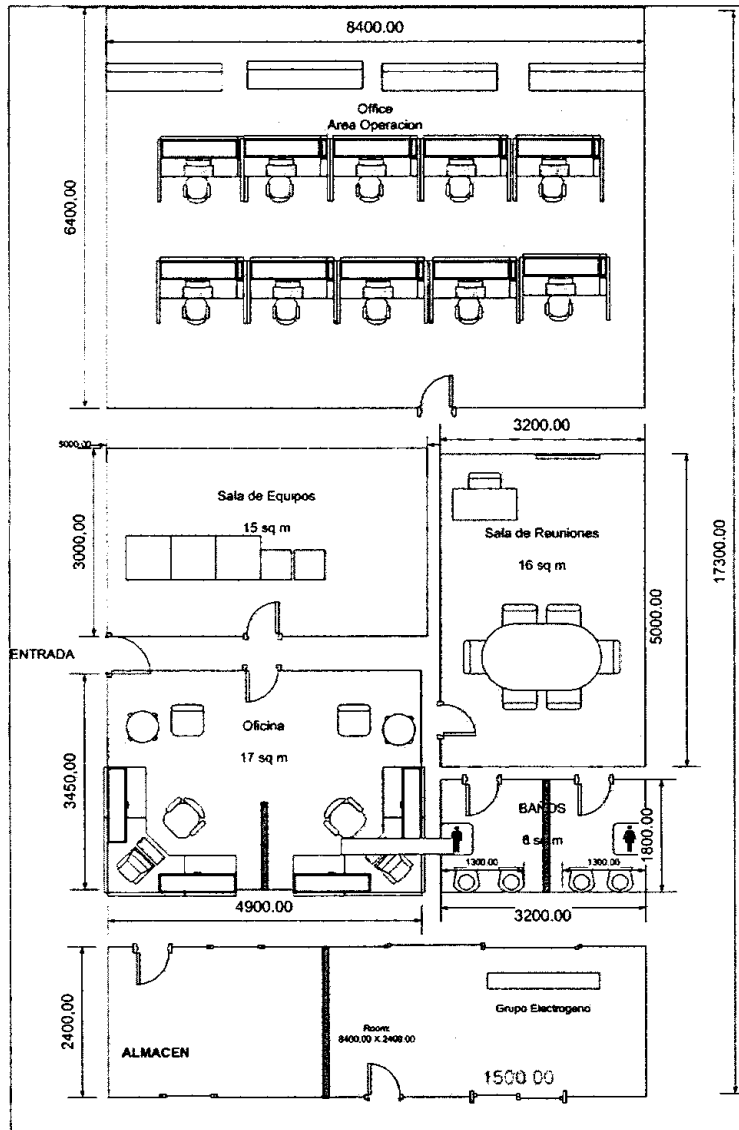 8400.00
Office
Area Operacion
6400,00
3200.00
5000,00
Sala de Equipos
15 sq m
3000,00
Sala de Reuniones
16 sq m
5000.00
17300.00
ENTRADA
Oficina
17 sq m
3450,00
BAÑOS
6 sq m
1800.00
1300.00
1300.00
4900.00
3200.00
2400,00
Grupo Electrogeno
Room:
8400,00 X 2400.00
ALMACEN
1500.00